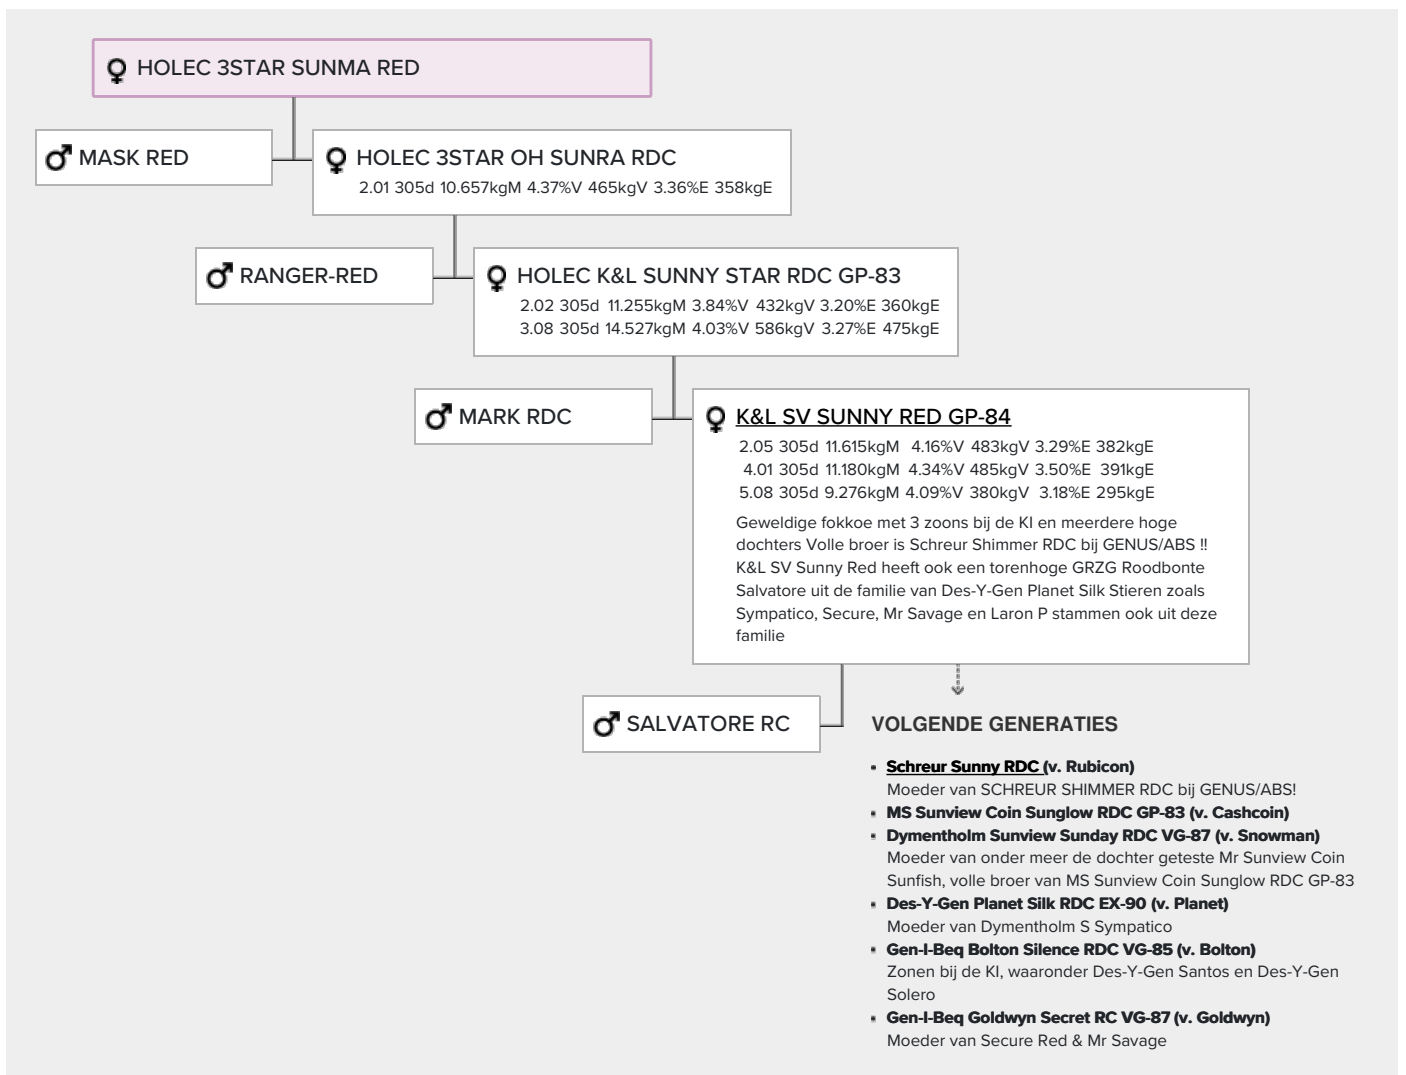 HOLEC 3STAR SUNMA RED
MASK RED
HOLEC 3STAR OH SUNRA RDC
2.01 305d 10.657kgM 4.37%V 465kgV 3.36%E 358kgE
RANGER-RED
HOLEC K&L SUNNY STAR RDC GP-83
2.02 305d 11.255kgM 3.84%V 432kgV 3.20%E 360kgE
3.08 305d 14.527kgM 4.03%V 586kgV 3.27%E 475kgE
MARK RDC
K&L SV SUNNY RED GP-84
2.05 305d 11.615kgM 4.16%V 483kgV 3.29%E 382kgE
4.01 305d 11.180kgM 4.34%V 485kgV 3.50%E 391kgE
5.08 305d 9.276kgM 4.09%V 380kgV 3.18%E 295kgE
Geweldige fokkoe met 3 zoons bij de KI en meerdere hoge
dochters Volle broer is Schreur Shimmer RDC bij GENUS/ABS !!
K&L SV Sunny Red heeft ook een torenhoge GRZG Roodbonte
Salvatore uit de familie van Des-Y-Gen Planet Silk Stieren zoals
Sympatico, Secure, Mr Savage en Laron P stammen ook uit deze
familie
SALVATORE RC
VOLGENDE GENERATIES
Schreur Sunny RDC (v. Rubicon)
Moeder van SCHREUR SHIMMER RDC bij GENUS/ABS!
MS Sunview Coin Sunglow RDC GP-83 (v. Cashcoin)
Dymentholm Sunview Sunday RDC VG-87 (v. Snowman)
Moeder van onder meer de dochter geteste Mr Sunview Coin
Sunfish, volle broer van MS Sunview Coin Sunglow RDC GP-83
Des-Y-Gen Planet Silk RDC EX-90 (v. Planet)
Moeder van Dymentholm S Sympatico
Gen-I-Beq Bolton Silence RDC VG-85 (v. Bolton)
Zonen bij de KI, waaronder Des-Y-Gen Santos en Des-Y-Gen
Solero
Gen-I-Beq Goldwyn Secret RC VG-87 (v. Goldwyn)
Moeder van Secure Red & Mr Savage